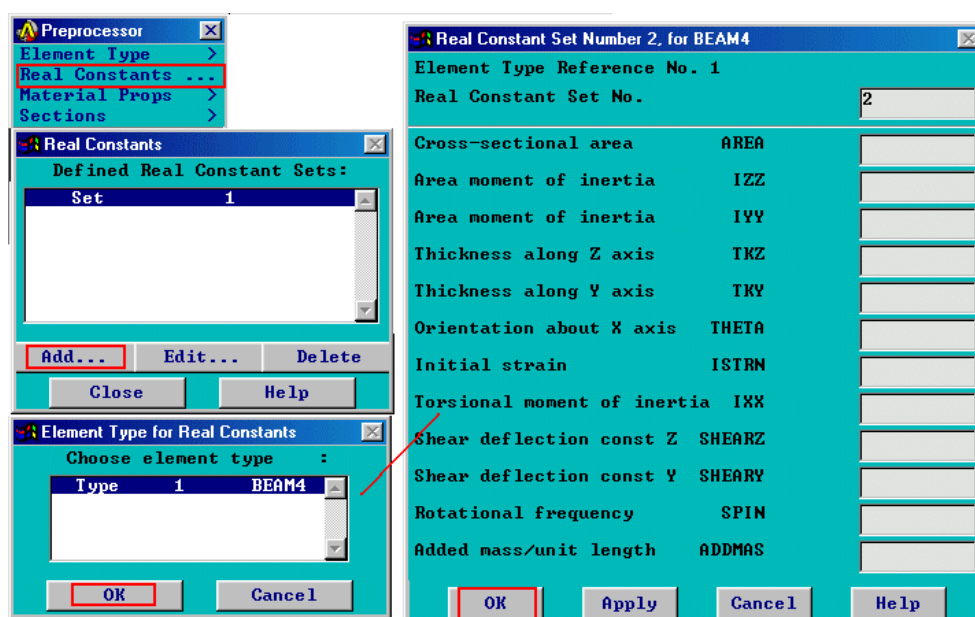 Preprocessor
Element Type >
Real Constants ...
Material Props >
Sections >
Real Constants
Defined Real Constant Sets:
Set 1
Add... Edit... Delete
Close Help
Element Type for Real Constants
Choose element type :
Type 1 BEAM4
OK Cancel
Real Constant Set Number 2, for BEAM4
Element Type Reference No. 1
Real Constant Set No. 2
Cross-sectional area AREA
Area moment of inertia IZZ
Area moment of inertia IYY
Thickness along Z axis TKZ
Thickness along Y axis TKY
Orientation about X axis THETA
Initial strain ISTRN
Torsional moment of inertia IXX
Shear deflection const Z SHEARZ
Shear deflection const Y SHEARY
Rotational frequency SPIN
Added mass/unit length ADDMAS
OK Apply Cancel Help